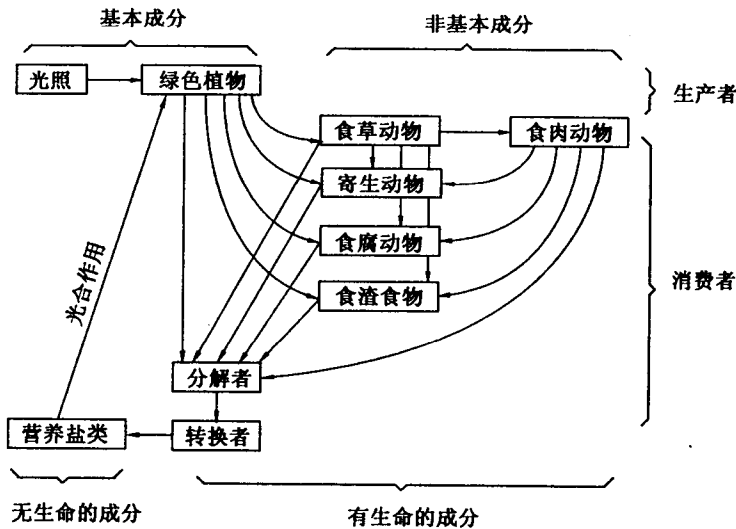 基本成分
非基本成分
光照
绿色植物
生产者
食草动物
食肉动物
寄生动物
食腐动物
食渣食物
消费者
光合作用
分解者
营养盐类
转换者
无生命的成分
有生命的成分